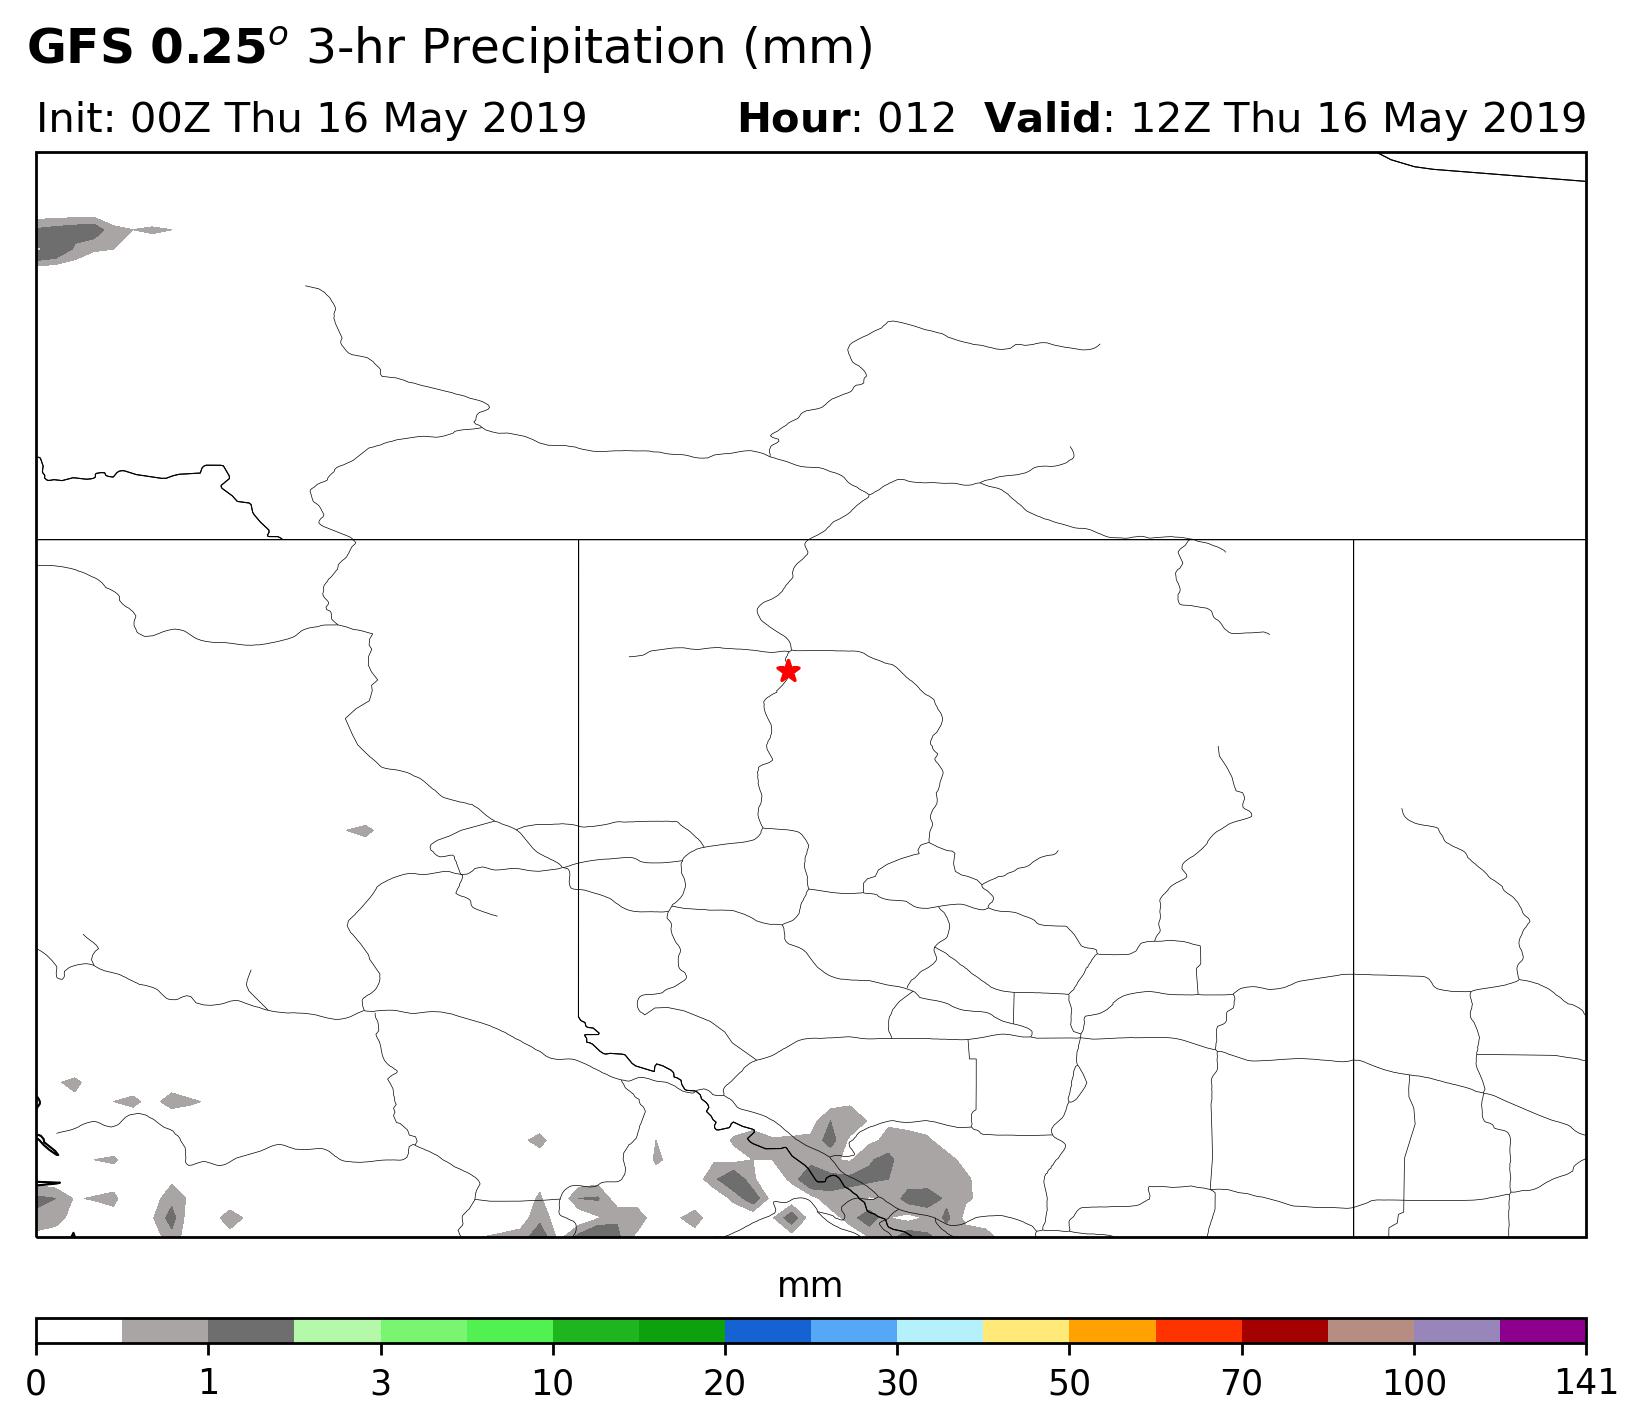 GFS 0.25° 3-hr Precipitation (mm)
Init: 00Z Thu 16 May 2019 Hour: 012 Valid: 12Z Thu 16 May 2019
mm
0 1 3 10 20 30 50 70 100 141